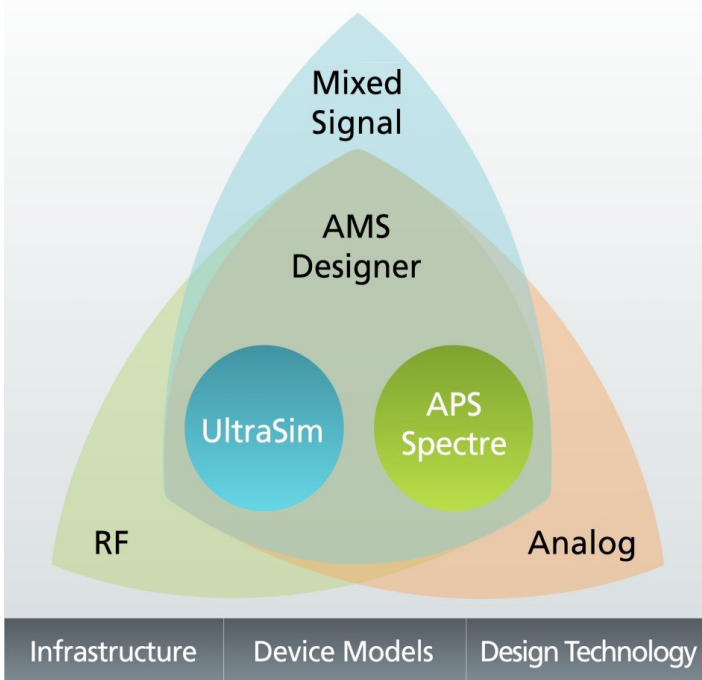 Mixed
Signal
AMS
Designer
UltraSim
APS
Spectre
RF
Analog
Infrastructure
Device Models
Design Technology